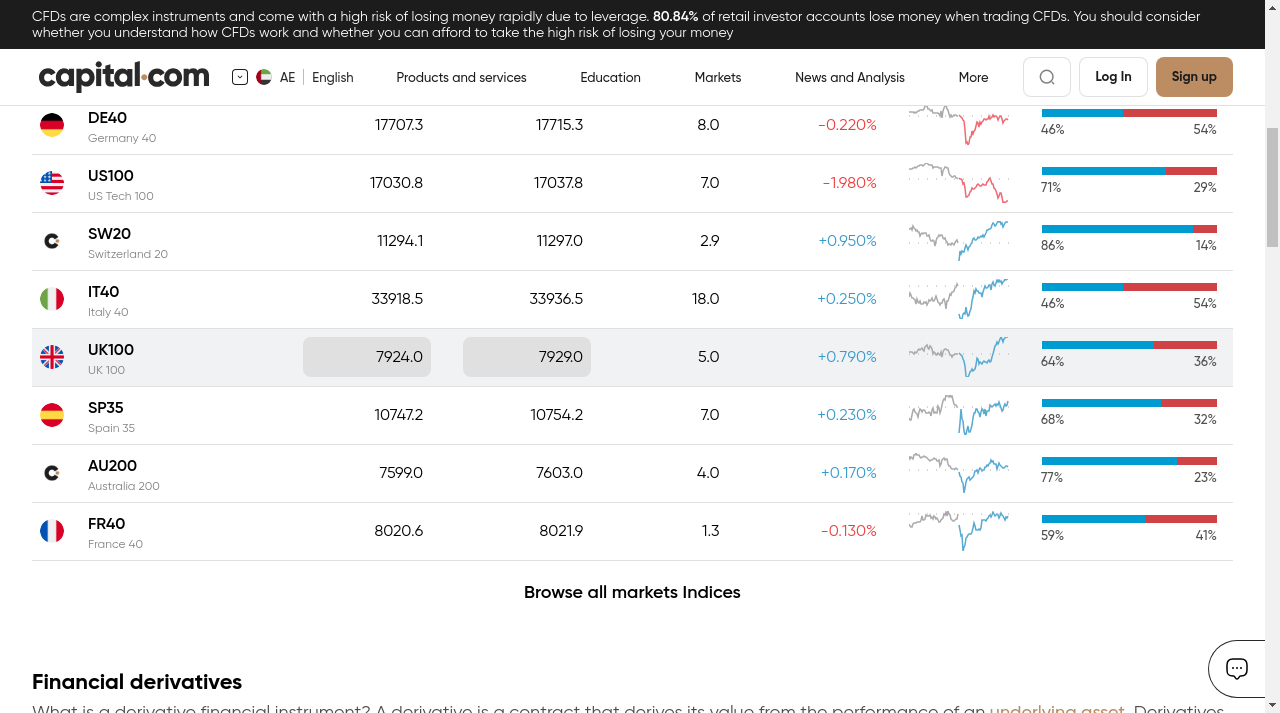 CFDs are complex instruments and come with a high risk of losing money rapidly due to leverage. 80.84% of retail investor accounts lose money when trading CFDs. You should consider
whether you understand how CFDs work and whether you can afford to take the high risk of losing your money
capital.com AE English Products and services Education Markets News and Analysis More Log In Sign up
DE40 17707.3 17715.3 8.0 -0.220% 46% 54%
Germany 40
US100 17030.8 17037.8 7.0 -1.980% 71% 29%
US Tech 100
SW20 11294.1 11297.0 2.9 +0.950% 86% 14%
Switzerland 20
IT40 33918.5 33936.5 18.0 +0.250% 46% 54%
Italy 40
UK100 7924.0 7929.0 5.0 +0.790% 64% 36%
UK 100
SP35 10747.2 10754.2 7.0 +0.230% 68% 32%
Spain 35
AU200 7599.0 7603.0 4.0 +0.170% 77% 23%
Australia 200
FR40 8020.6 8021.9 1.3 -0.130% 59% 41%
France 40
Browse all markets Indices
Financial derivatives
What is a derivative financial instrument? A derivative is a contract that derives its value from the performance of an underlying asset. Derivatives